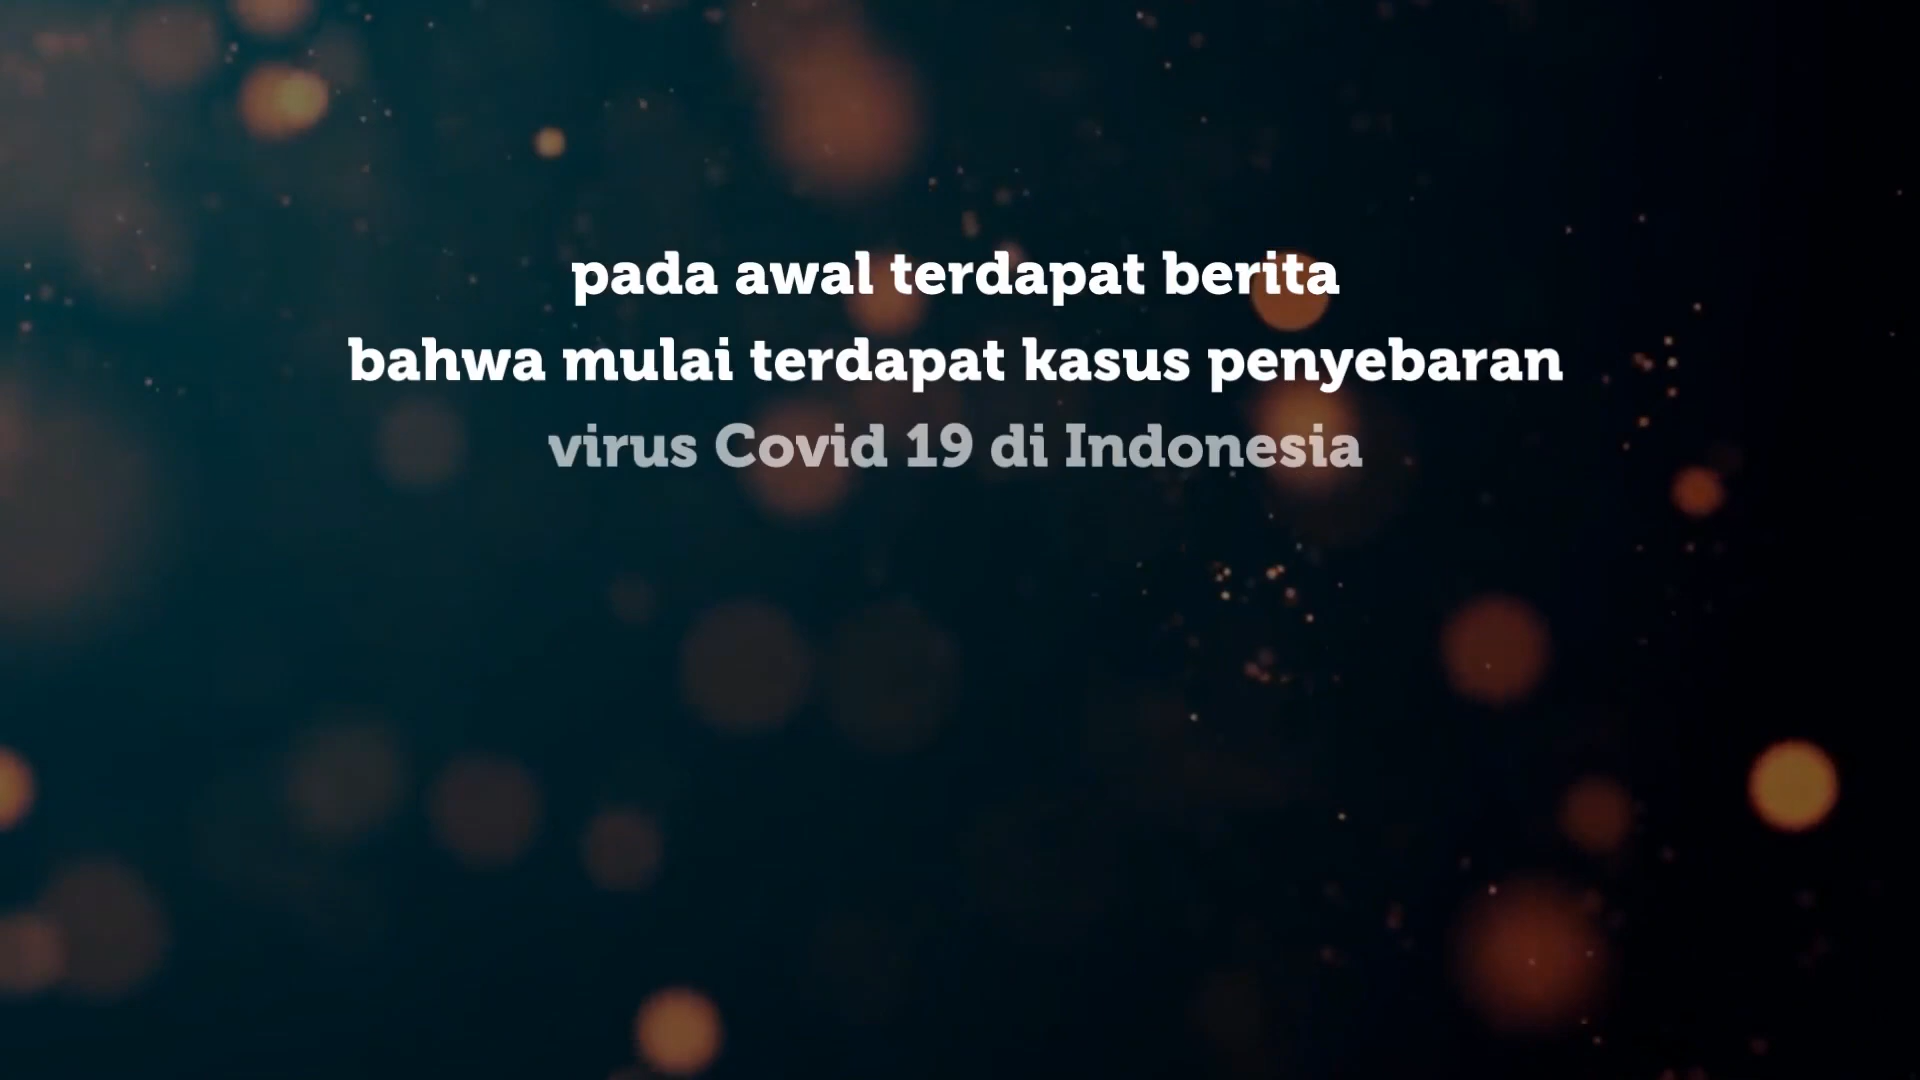 pada awal terdapat berita
bahwa mulai terdapat kasus penyebaran
virus Covid 19 di Indonesia